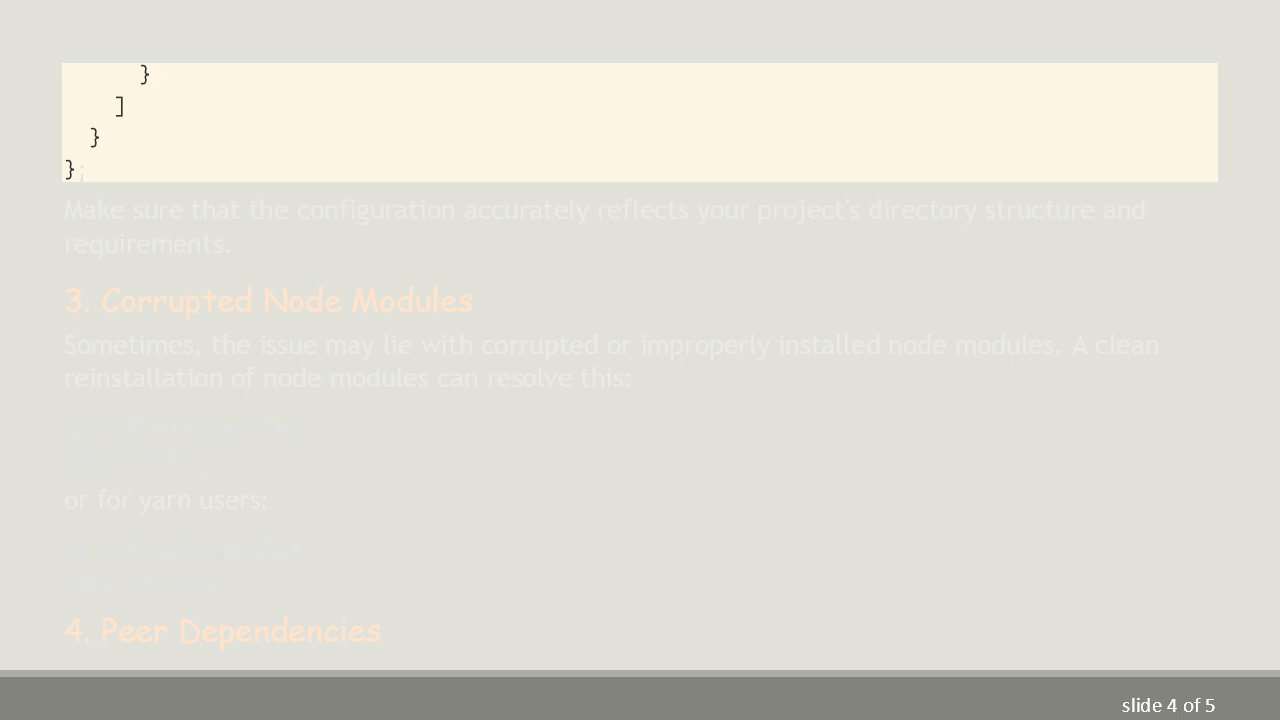 }
]
}
};
Make sure that the configuration accurately reflects your project's directory structure and
requirements.
3. Corrupted Node Modules
Sometimes, the issue may lie with corrupted or improperly installed node modules. A clean
reinstallation of node modules can resolve this:
or for yarn users:
4. Peer Dependencies
slide 4 of 5